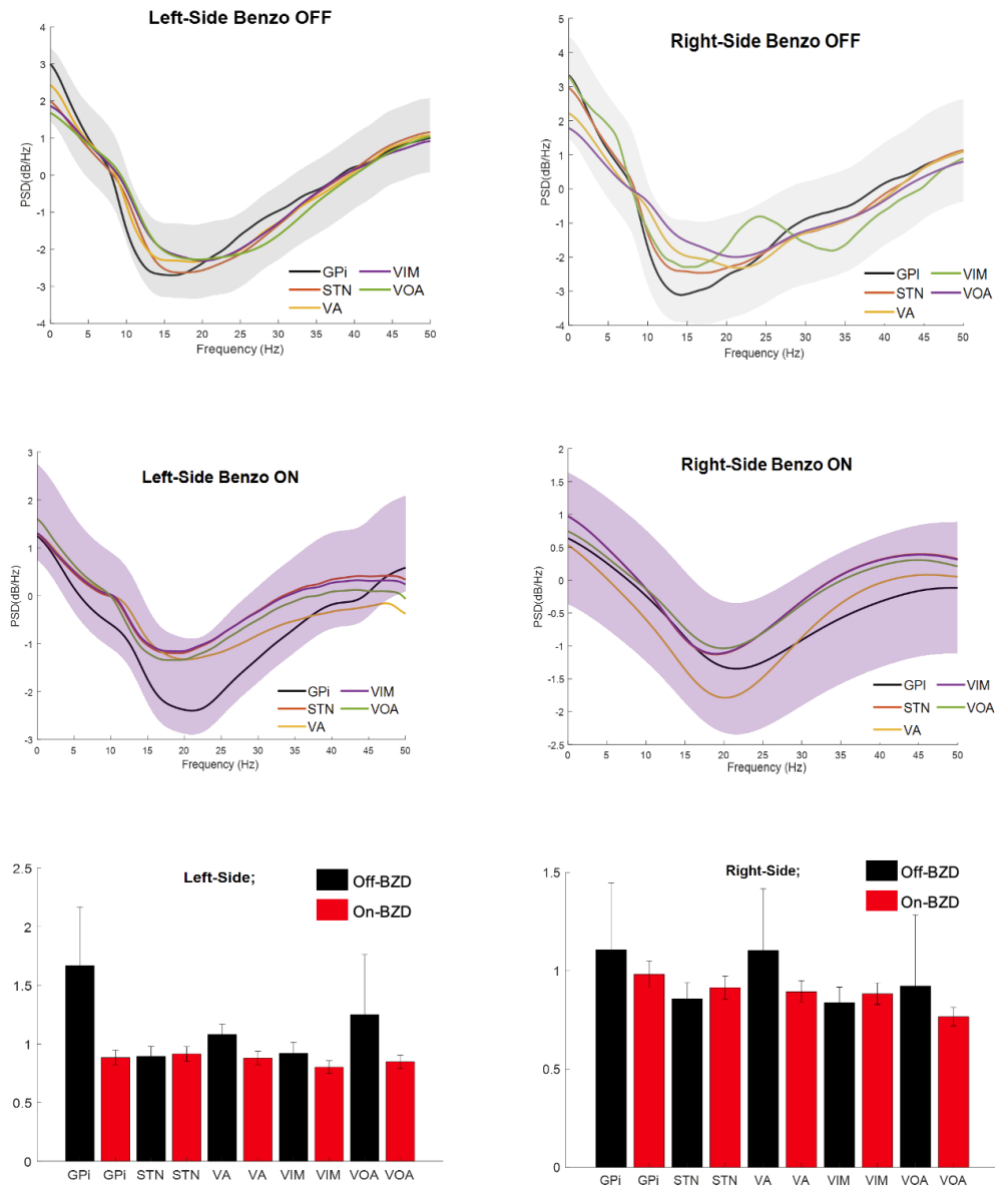 Left-Side Benzo OFF
4
3
2
1
0
-1
-2
-3
-4
PSD(dB/Hz)
GPi
STN
VA
VIM
VOA
0 5 10 15 20 25 30 35 40 45 50
Frequency (Hz)
Right-Side Benzo OFF
5
4
3
2
1
0
-1
-2
-3
-4
PSD(dB/Hz)
GPI
STN
VA
VIM
VOA
0 5 10 15 20 25 30 35 40 45 50
Frequency (Hz)
Left-Side Benzo ON
3
2
1
0
-1
-2
-3
PSD(dB/Hz)
GPi
STN
VA
VIM
VOA
0 5 10 15 20 25 30 35 40 45 50
Frequency (Hz)
Right-Side Benzo ON
2
1.5
1
0.5
0
-0.5
-1
-1.5
-2
-2.5
PSD(dB/Hz)
GPI
STN
VA
VIM
VOA
0 5 10 15 20 25 30 35 40 45 50
Frequency (Hz)
Left-Side;
Off-BZD
On-BZD
2.5
2
1.5
1
0.5
0
GPi GPi STN STN VA VA VIM VIM VOA VOA
Right-Side;
Off-BZD
On-BZD
1.5
1
0.5
0
GPi GPi STN STN VA VA VIM VIM VOA VOA